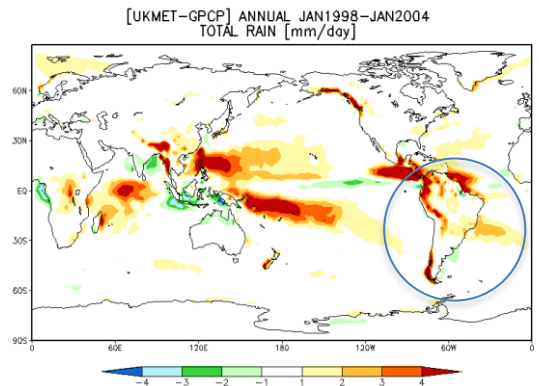 [UKMET-GPCP] ANNUAL JAN1998-JAN2004
TOTAL RAIN [mm/day]
60N
30N
EQ
30S
60S
90S
0 60E 120E 180 120W 60W 0
-4 -3 -2 -1 1 2 3 4